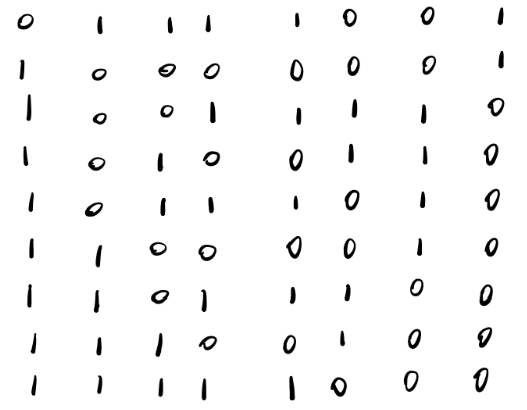 0 1 1 1 1 0 0 1
1 0 0 0 0 0 0 1
1 0 0 1 1 1 1 0
1 0 1 0 0 1 1 0
1 0 1 1 1 0 1 0
1 1 0 0 0 0 1 0
1 1 0 1 1 1 0 0
1 1 1 0 0 1 0 0
1 1 1 1 1 0 0 0